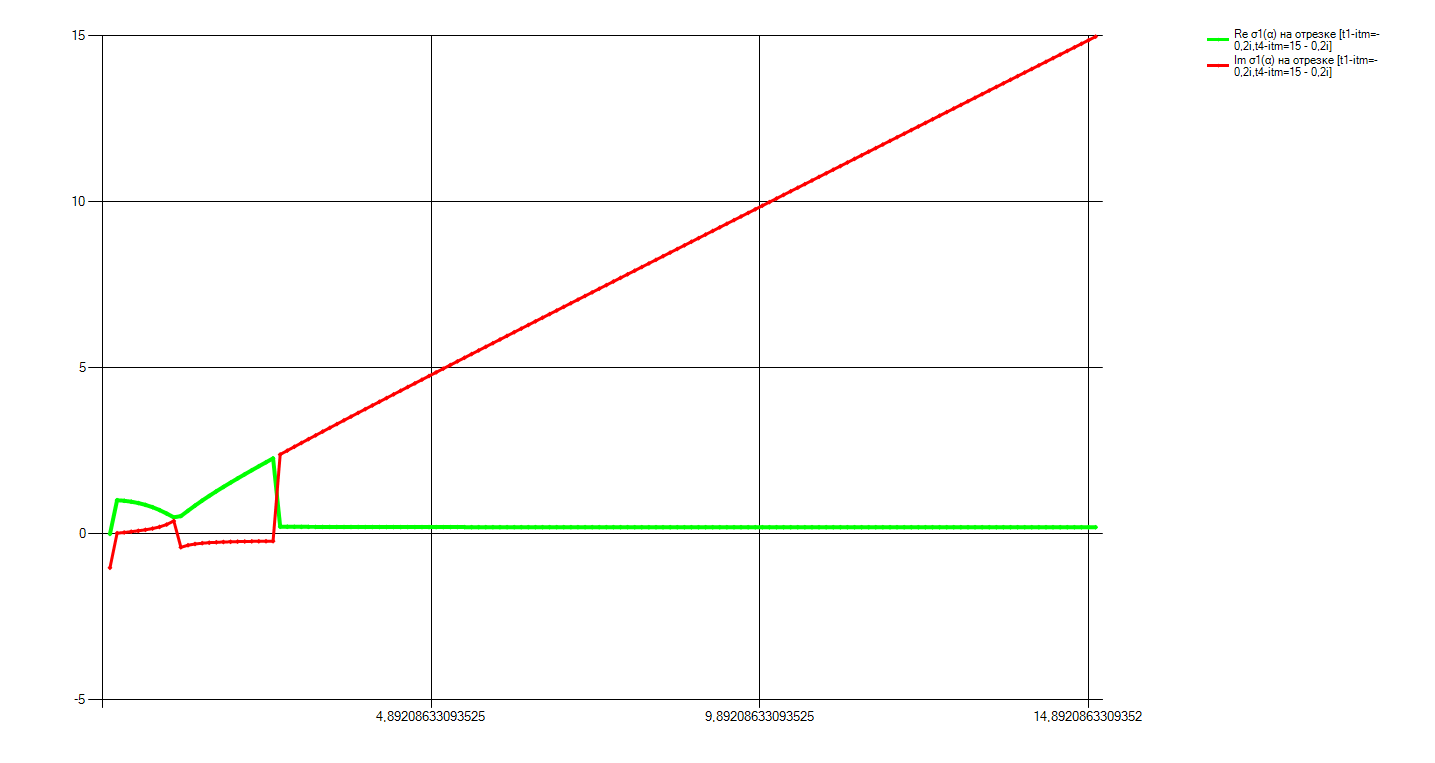 15
10
5
0
-5
4,89208633093525
9,89208633093525
14,8920863309352
Re σ1(α) на отрезке [t1-itm=-
0,2i,t4-itm=15 - 0,2i]
Im σ1(α) на отрезке [t1-itm=-
0,2i,t4-itm=15 - 0,2i]